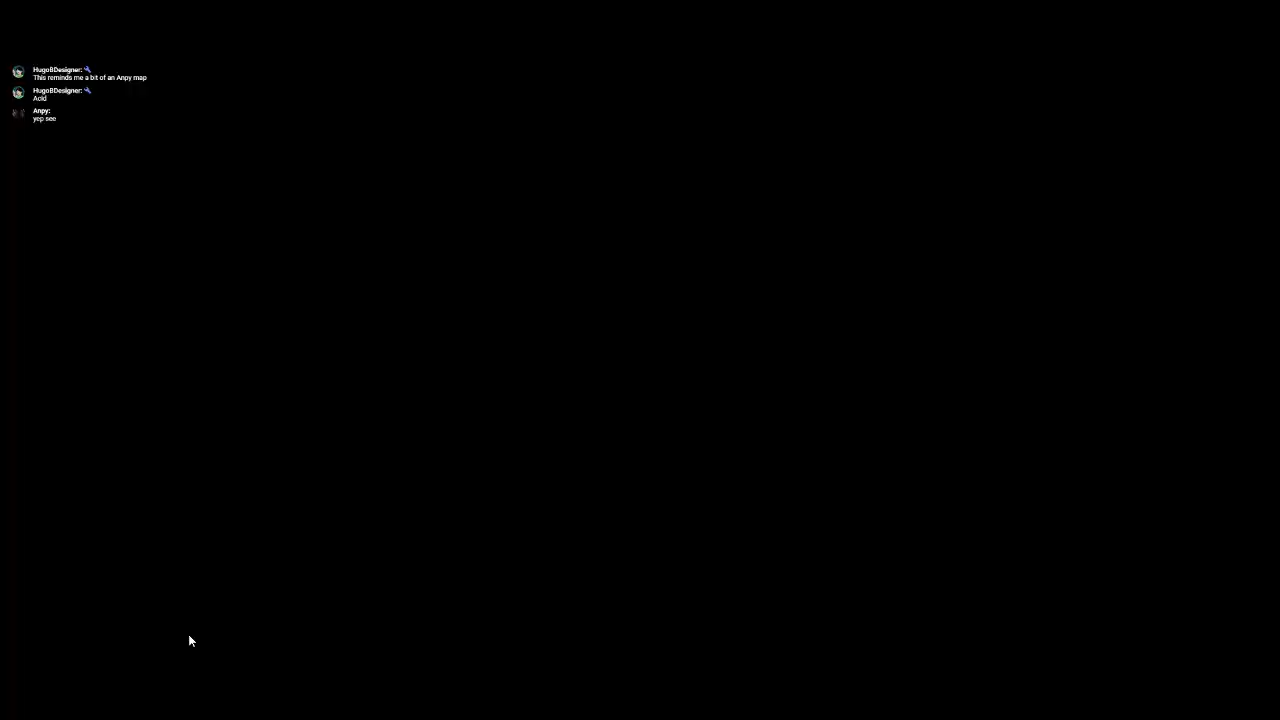 HugoBDesigner:
This reminds me a bit of an Anpy map
HugoBDesigner:
Acid
Anpy:
yep see